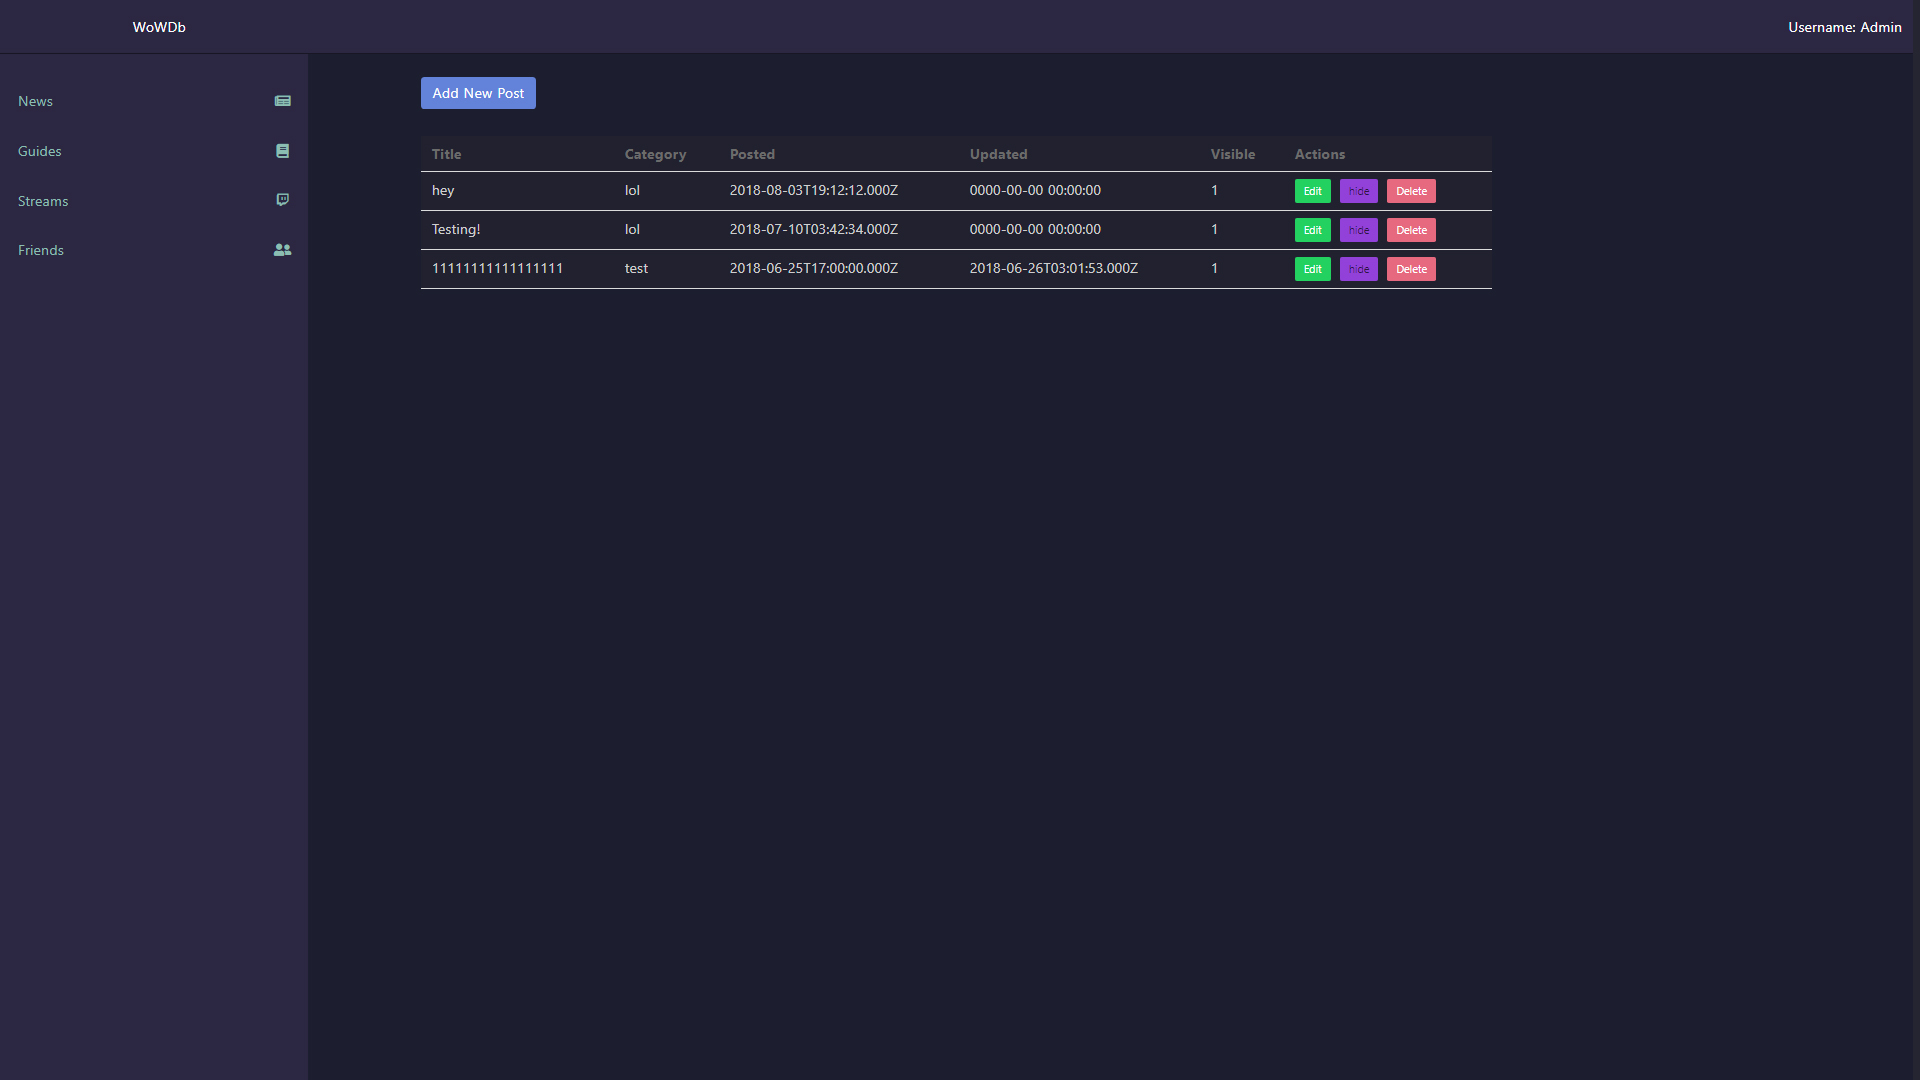 WoWDb Username: Admin
News
Guides
Streams
Friends
Add New Post
Title Category Posted Updated Visible Actions
hey lol 2018-08-03T19:12:12.000Z 0000-00-00 00:00:00 1 Edit hide Delete
Testing! lol 2018-07-10T03:42:34.000Z 0000-00-00 00:00:00 1 Edit hide Delete
11111111111111111 test 2018-06-25T17:00:00.000Z 2018-06-26T03:01:53.000Z 1 Edit hide Delete